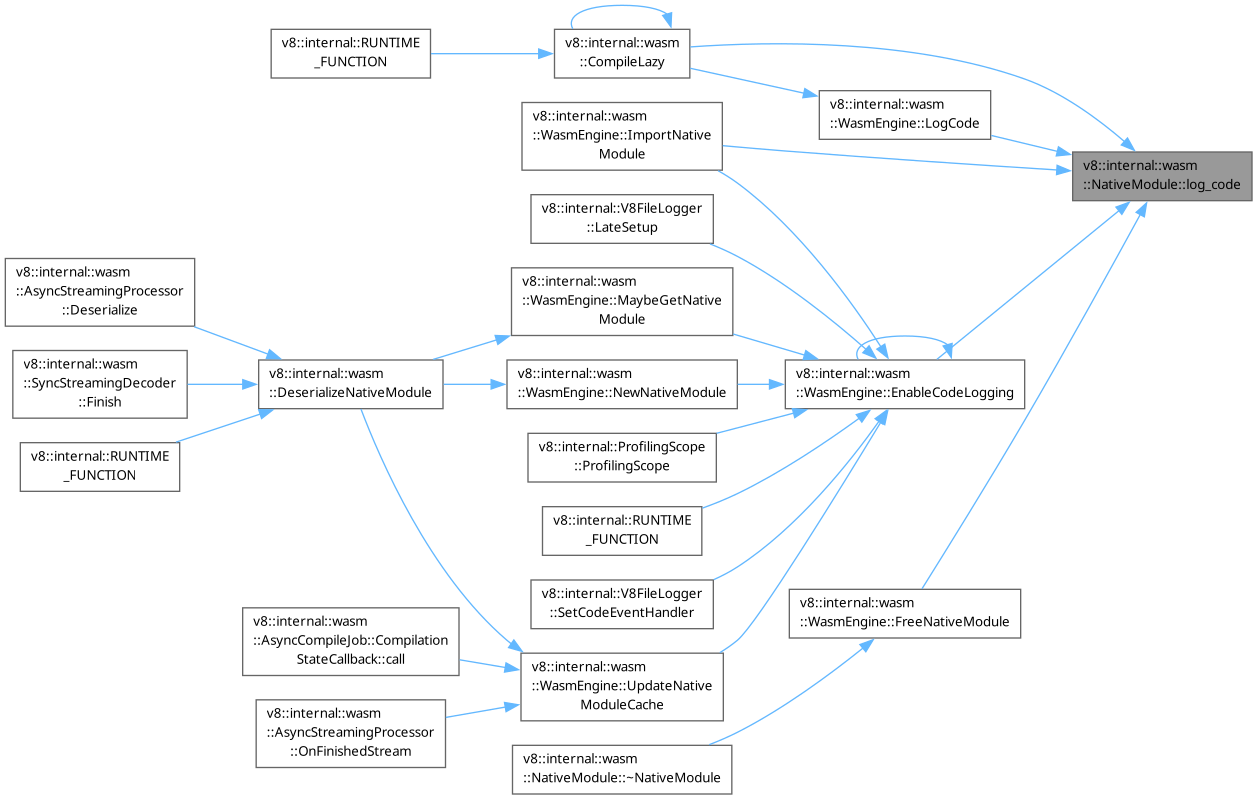 v8::internal::RUNTIME
_FUNCTION
v8::internal::wasm
::CompileLazy
v8::internal::wasm
::WasmEngine::LogCode
v8::internal::wasm
::WasmEngine::ImportNative
Module
v8::internal::wasm
::NativeModule::log_code
v8::internal::V8FileLogger
::LateSetup
v8::internal::wasm
::AsyncStreamingProcessor
::Deserialize
v8::internal::wasm
::WasmEngine::MaybeGetNative
Module
v8::internal::wasm
::SyncStreamingDecoder
::Finish
v8::internal::wasm
::DeserializeNativeModule
v8::internal::wasm
::WasmEngine::NewNativeModule
v8::internal::wasm
::WasmEngine::EnableCodeLogging
v8::internal::RUNTIME
_FUNCTION
v8::internal::ProfilingScope
::ProfilingScope
v8::internal::RUNTIME
_FUNCTION
v8::internal::V8FileLogger
::SetCodeEventHandler
v8::internal::wasm
::WasmEngine::FreeNativeModule
v8::internal::wasm
::AsyncCompileJob::Compilation
StateCallback::call
v8::internal::wasm
::WasmEngine::UpdateNative
ModuleCache
v8::internal::wasm
::AsyncStreamingProcessor
::OnFinishedStream
v8::internal::wasm
::NativeModule::~NativeModule